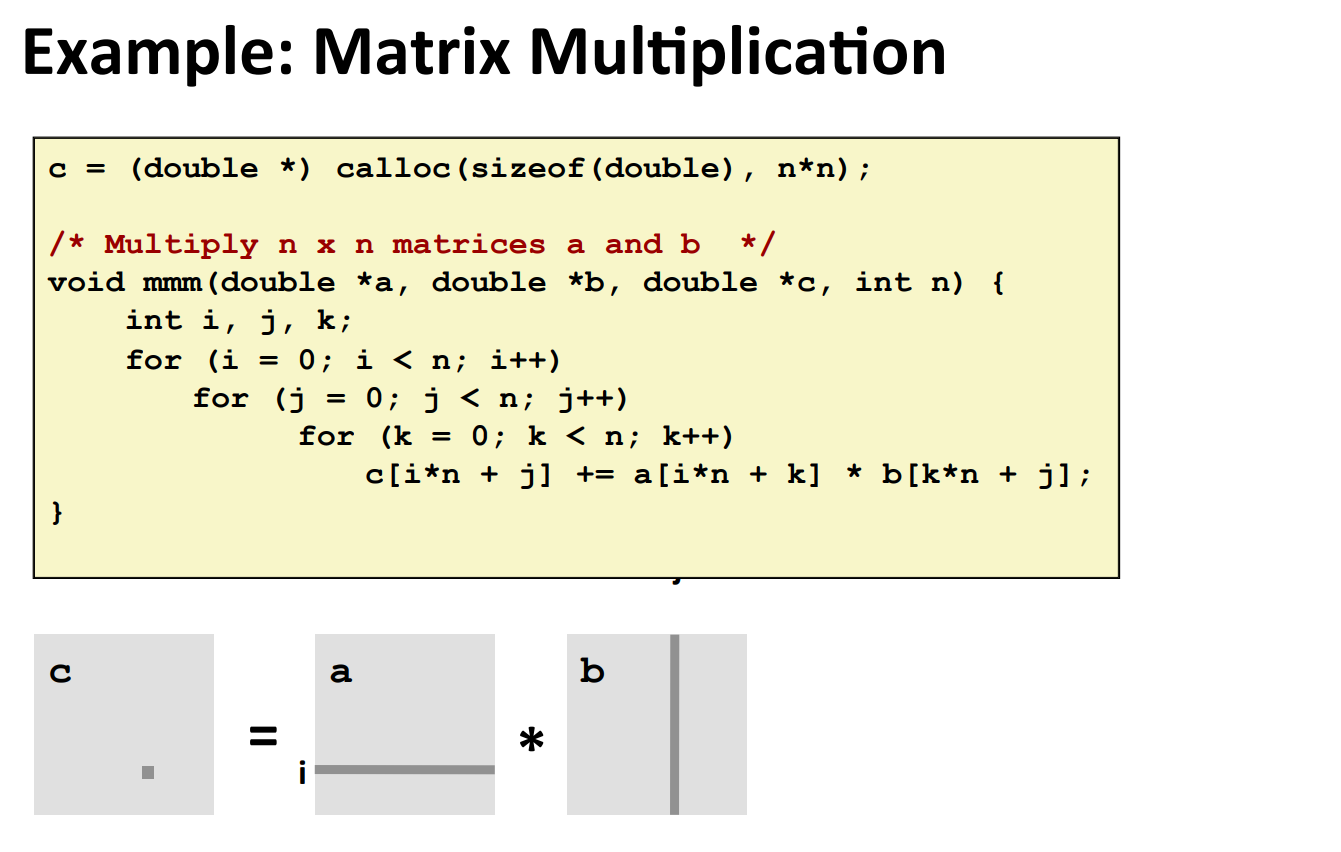 Example: Matrix Multiplication
c = (double *) calloc(sizeof(double), n*n);
/* Multiply n x n matrices a and b  */
void mmm(double *a, double *b, double *c, int n) {
    int i, j, k;
    for (i = 0; i < n; i++)
        for (j = 0; j < n; j++)
            for (k = 0; k < n; k++)
                c[i*n + j] += a[i*n + k] * b[k*n + j];
}
c
=
a
i
*
b